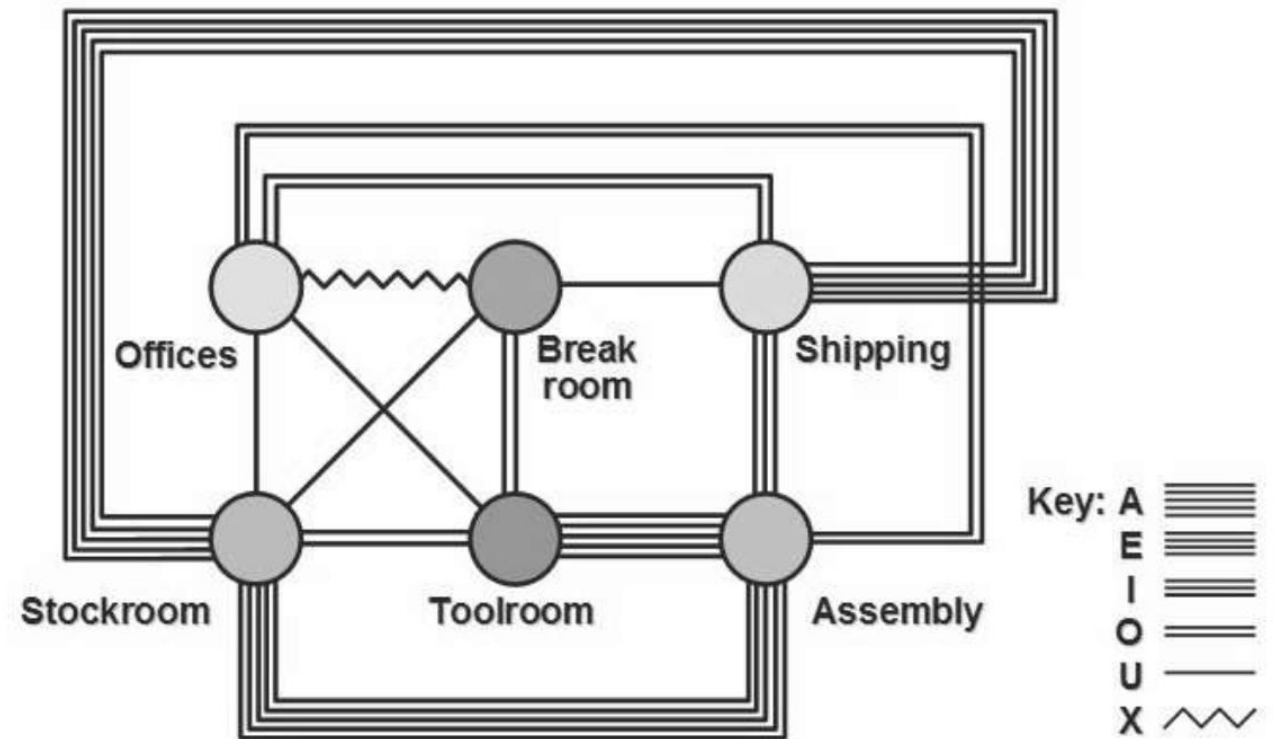 Offices
Break
room
Shipping
Stockroom
Toolroom
Assembly
Key: A
E
I
O
U
X